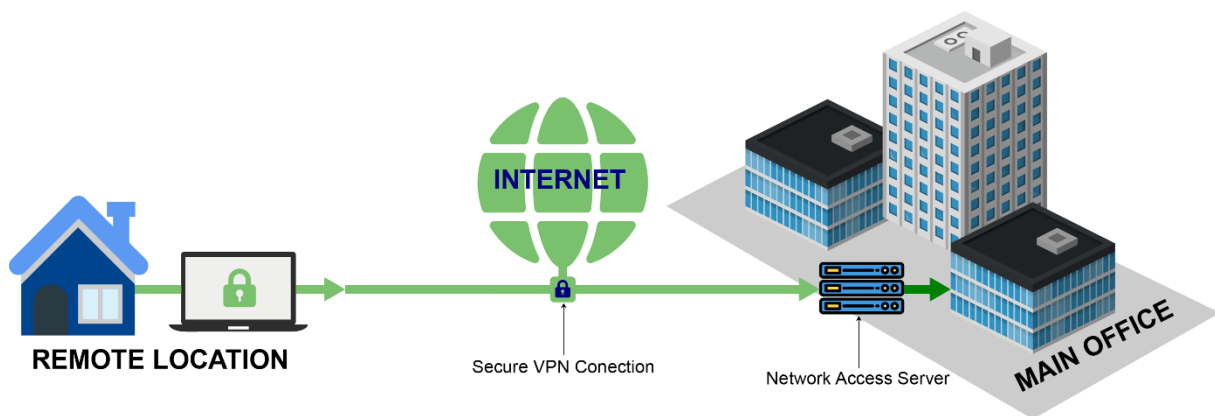 INTERNET
REMOTE LOCATION
Secure VPN Conection
Network Access Server
MAIN OFFICE